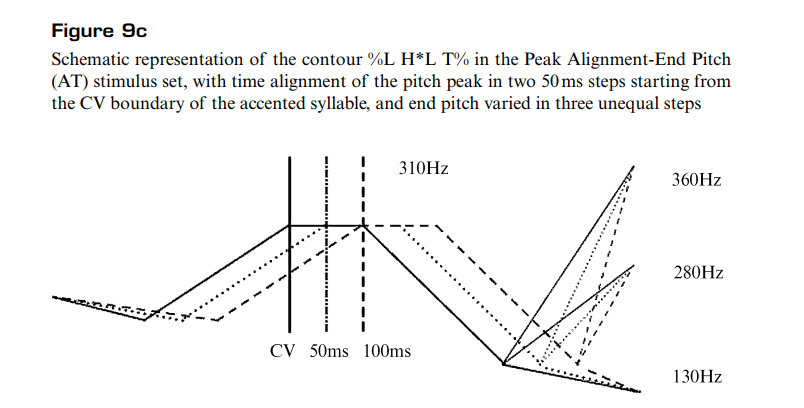 Figure 9c
Schematic representation of the contour %L H*L T% in the Peak Alignment-End Pitch
(AT) stimulus set, with time alignment of the pitch peak in two 50 ms steps starting from
the CV boundary of the accented syllable, and end pitch varied in three unequal steps
310Hz
360Hz
280Hz
CV 50ms 100ms
130Hz